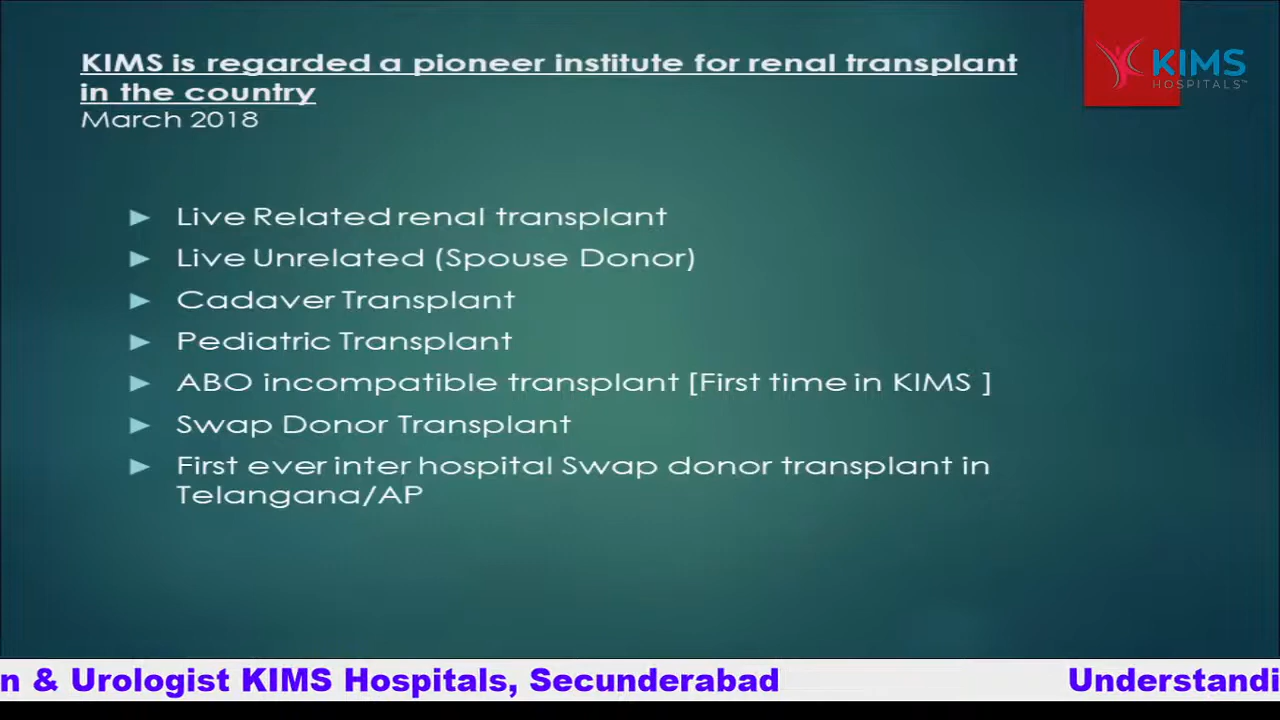 KIMS is regarded a pioneer institute for renal transplant
in the country
March 2018
KIMS
HOSPITALS™
► Live Related renal transplant
► Live Unrelated (Spouse Donor)
► Cadaver Transplant
► Pediatric Transplant
► ABO incompatible transplant [First time in KIMS ]
► Swap Donor Transplant
► First ever inter hospital Swap donor transplant in
Telangana/AP
n & Urologist KIMS Hospitals, Secunderabad Understandi